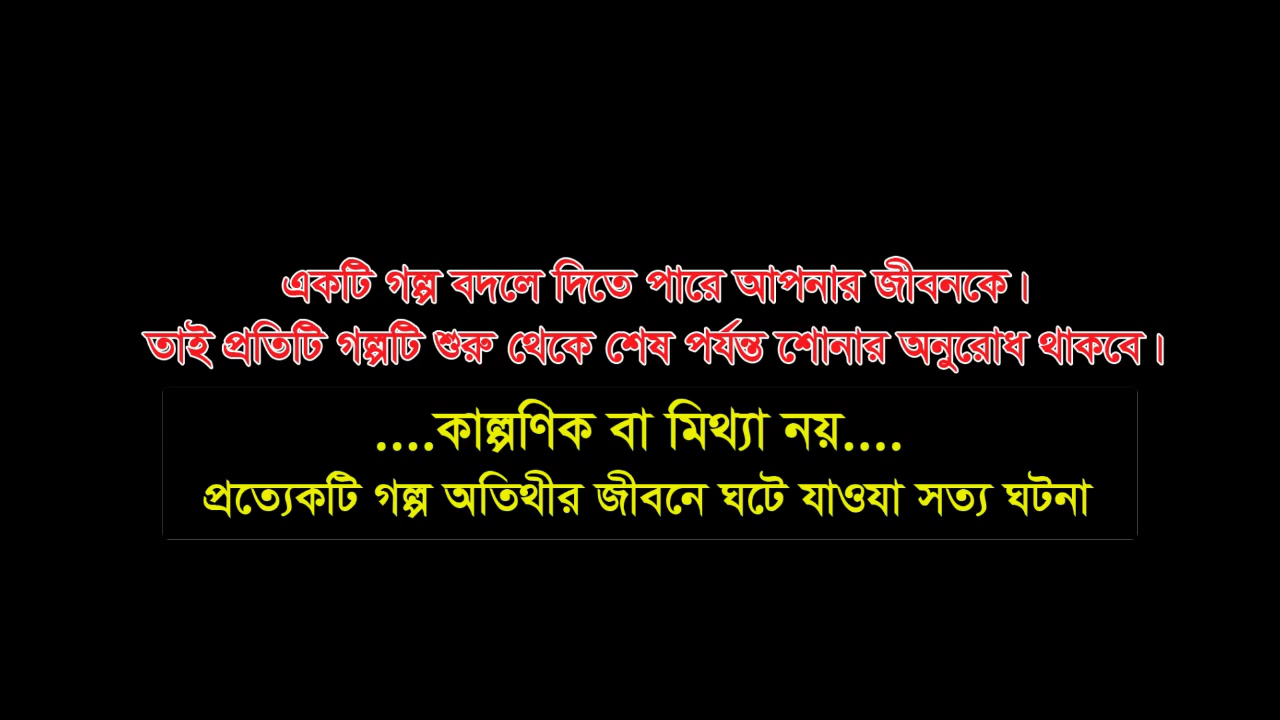 একটি গল্প বদলে দিতে পারে আপনার জীবনকে।
তাই প্রতিটি গল্পটি শুরু থেকে শেষ পর্যন্ত শোনার অনুরোধ থাকবে।
....কাল্পণিক বা মিথ্যা নয়....
প্রত্যেকটি গল্প অতিথীর জীবনে ঘটে যাওযা সত্য ঘটনা